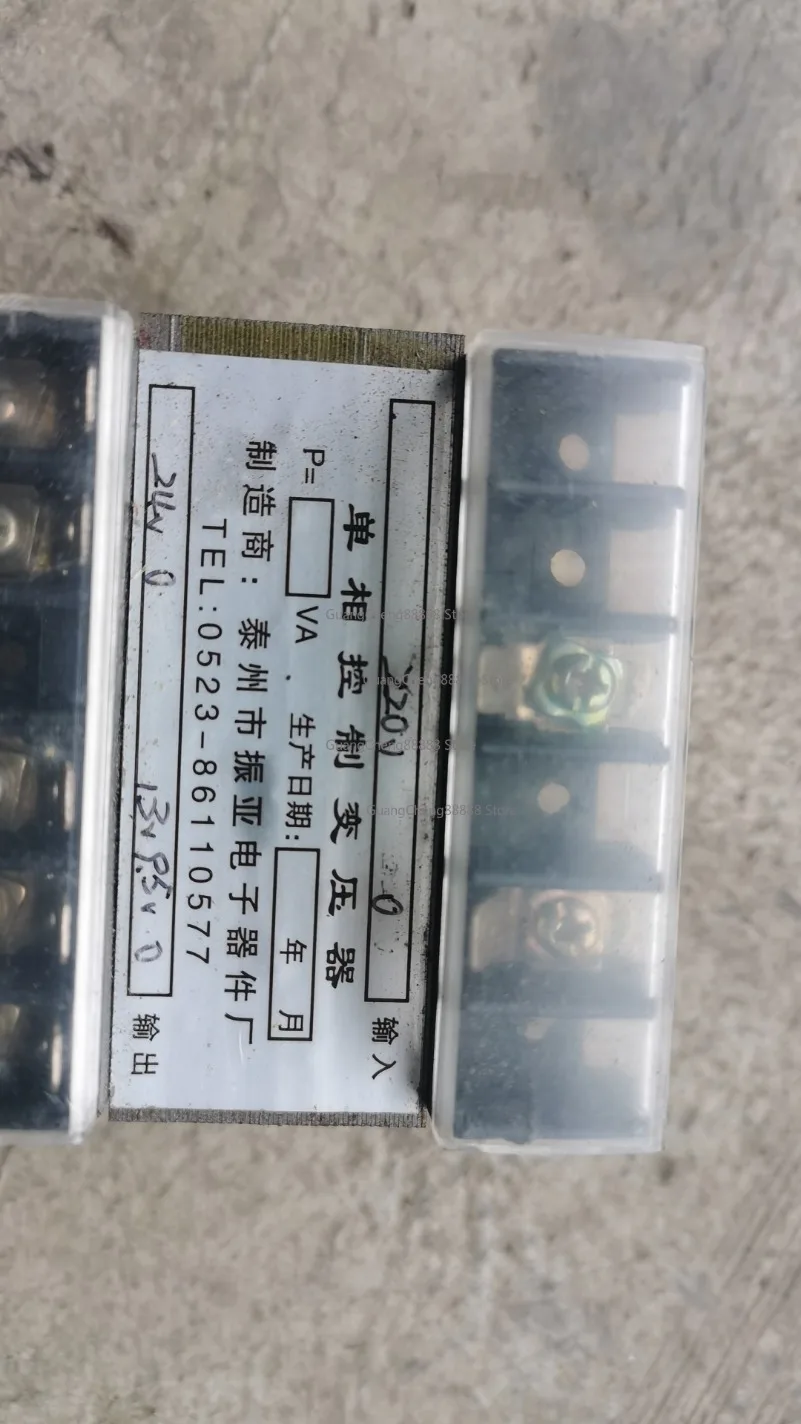 220V 0 输入
单相控制变压器
P= VA. 生产日期: 年 月
制造商: 泰州市振亚电子器件厂
TEL:0523-86110577
24v 0 13v 9.5v 0 输出